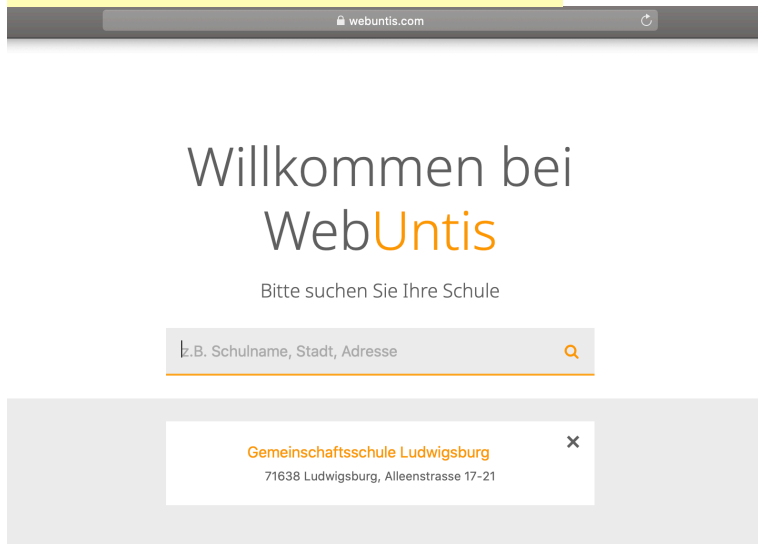 webuntis.com
Willkommen bei
WebUntis
Bitte suchen Sie Ihre Schule
z.B. Schulname, Stadt, Adresse
Gemeinschaftsschule Ludwigsburg
71638 Ludwigsburg, Alleenstrasse 17-21